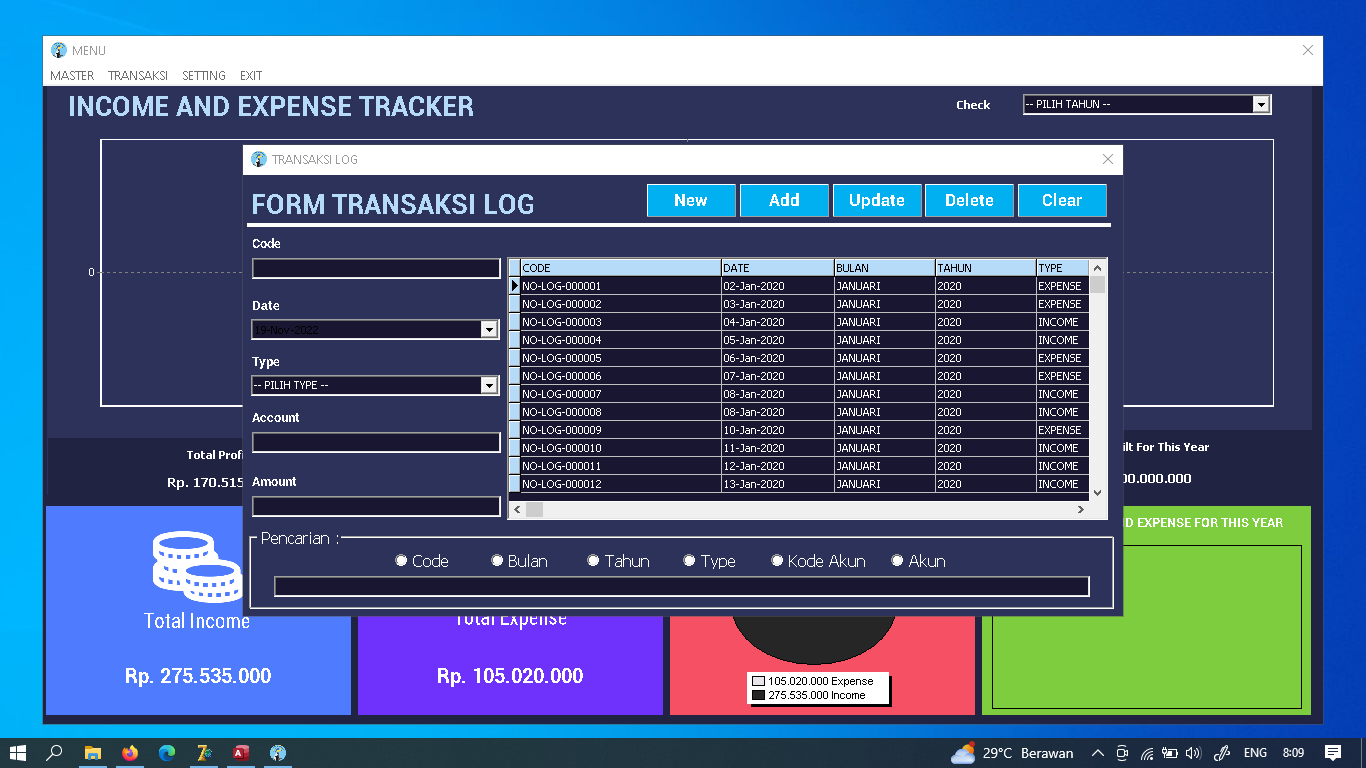 MENU
MASTER TRANSAKSI SETTING EXIT
INCOME AND EXPENSE TRACKER
Check
-- PILIH TAHUN --
0
TRANSAKSI LOG
FORM TRANSAKSI LOG
New Add Update Delete Clear
Code
Date
19-Nov-2022
Type
-- PILIH TYPE --
Account
Amount
CODE DATE BULAN TAHUN TYPE
NO-LOG-000001 02-Jan-2020 JANUARI 2020 EXPENSE
NO-LOG-000002 03-Jan-2020 JANUARI 2020 EXPENSE
NO-LOG-000003 04-Jan-2020 JANUARI 2020 INCOME
NO-LOG-000004 05-Jan-2020 JANUARI 2020 INCOME
NO-LOG-000005 06-Jan-2020 JANUARI 2020 EXPENSE
NO-LOG-000006 07-Jan-2020 JANUARI 2020 EXPENSE
NO-LOG-000007 08-Jan-2020 JANUARI 2020 INCOME
NO-LOG-000008 08-Jan-2020 JANUARI 2020 INCOME
NO-LOG-000009 10-Jan-2020 JANUARI 2020 EXPENSE
NO-LOG-000010 11-Jan-2020 JANUARI 2020 INCOME
NO-LOG-000011 12-Jan-2020 JANUARI 2020 INCOME
NO-LOG-000012 13-Jan-2020 JANUARI 2020 INCOME
Pencarian :
Code Bulan Tahun Type Kode Akun Akun
Total
Rp. 170.515
For This Year
00.000.000
EXPENSE FOR THIS YEAR
Total Income
Rp. 275.535.000
Total Expense
Rp. 105.020.000
105.020.000 Expense
275.535.000 Income
29°C Berawan ENG 8:09